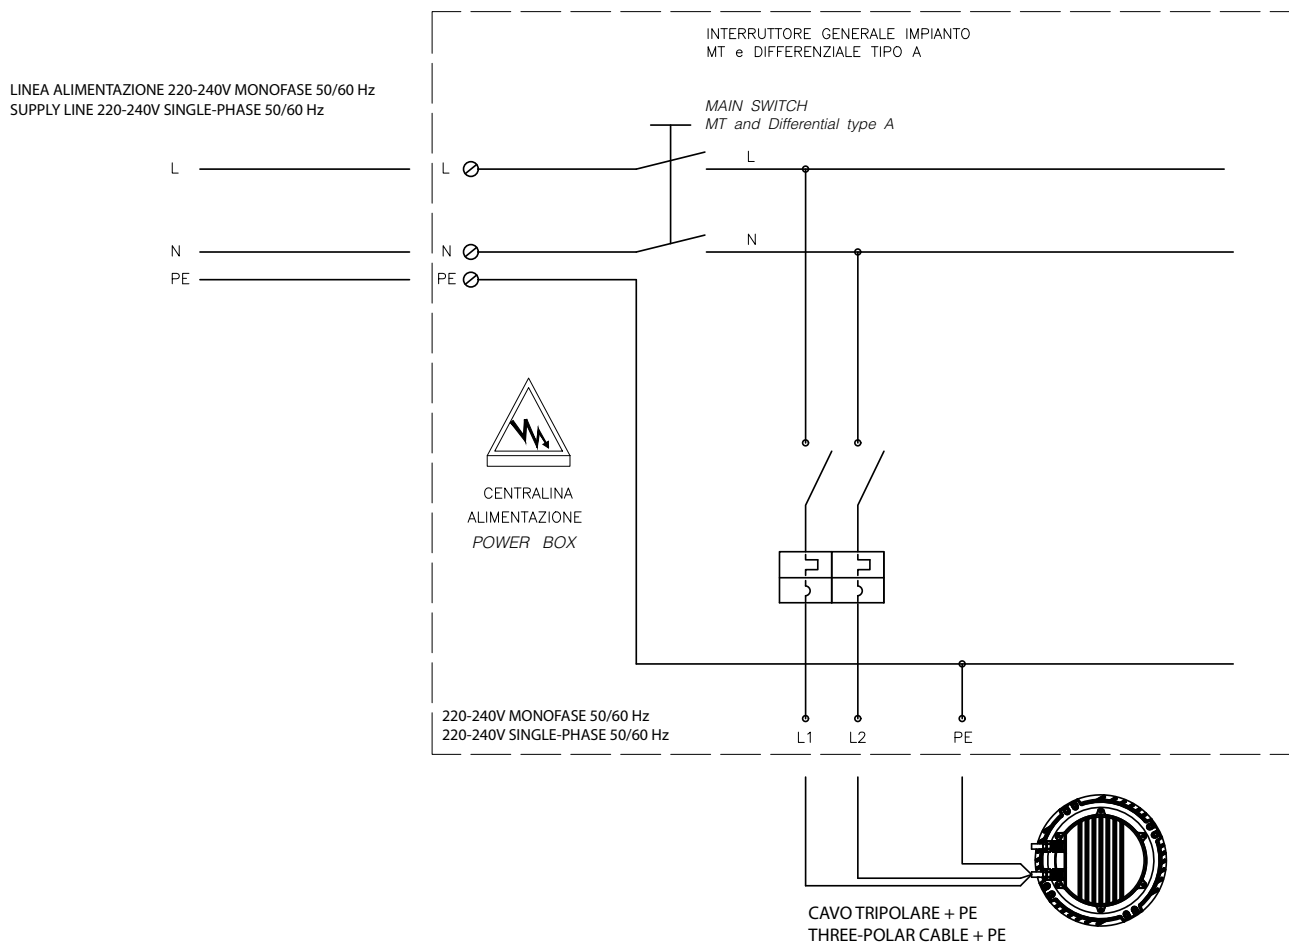 INTERRUTTORE GENERALE IMPIANTO
MT e DIFFERENZIALE TIPO A
LINEA ALIMENTAZIONE 220-240V MONOFASE 50/60 Hz
SUPPLY LINE 220-240V SINGLE-PHASE 50/60 Hz
MAIN SWITCH
MT and Differential type A
L
L
L
N
N
N
PE
PE
CENTRALINA
ALIMENTAZIONE
POWER BOX
220-240V MONOFASE 50/60 Hz
220-240V SINGLE-PHASE 50/60 Hz
L1
L2
PE
CAVO TRIPOLARE + PE
THREE-POLAR CABLE + PE